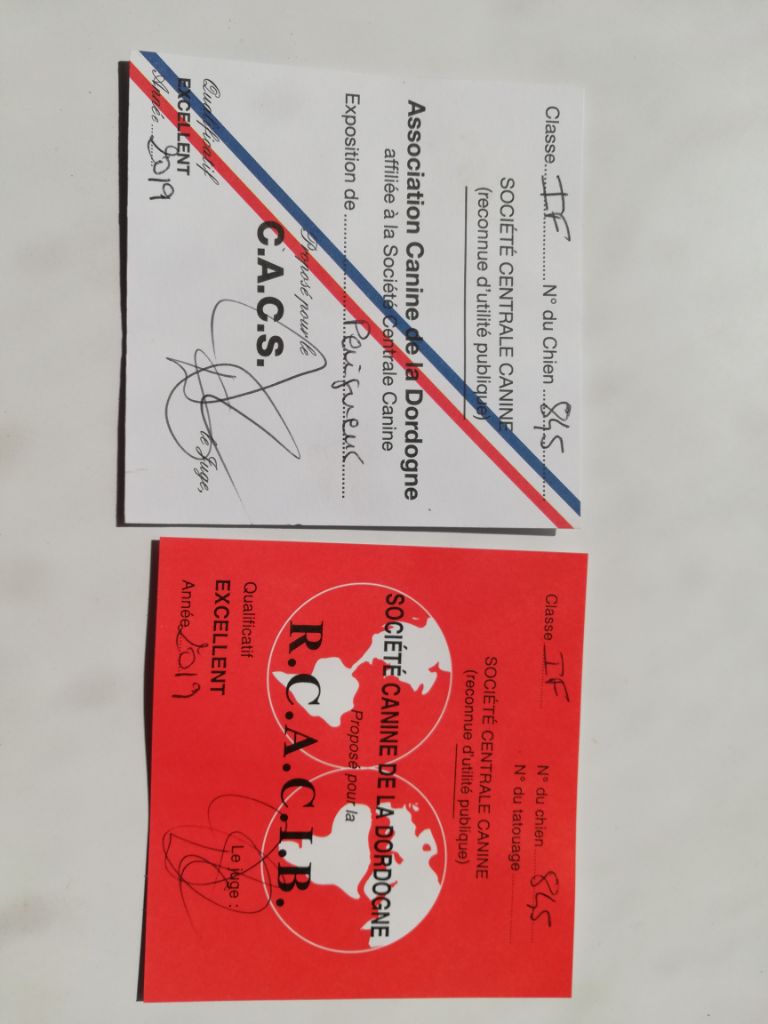 Classe....IF............ N° du Chien ....845............
SOCIÉTÉ CENTRALE CANINE
(reconnue d'utilité publique)
Association Canine de la Dordogne
affiliée à la Société Centrale Canine
Exposition de ........Périgueux........
Proposé pour le
C.A.C.S.
Qualificatif
EXCELLENT
Année....2019
le Juge,
Classe IF
N° du chien 845
N° du tatouage
SOCIÉTÉ CENTRALE CANINE
(reconnue d'utilité publique)
SOCIÉTÉ CANINE DE LA DORDOGNE
Proposé pour la
R.C.A.C.I.B.
Qualificatif
EXCELLENT
Année 2019
Le juge :